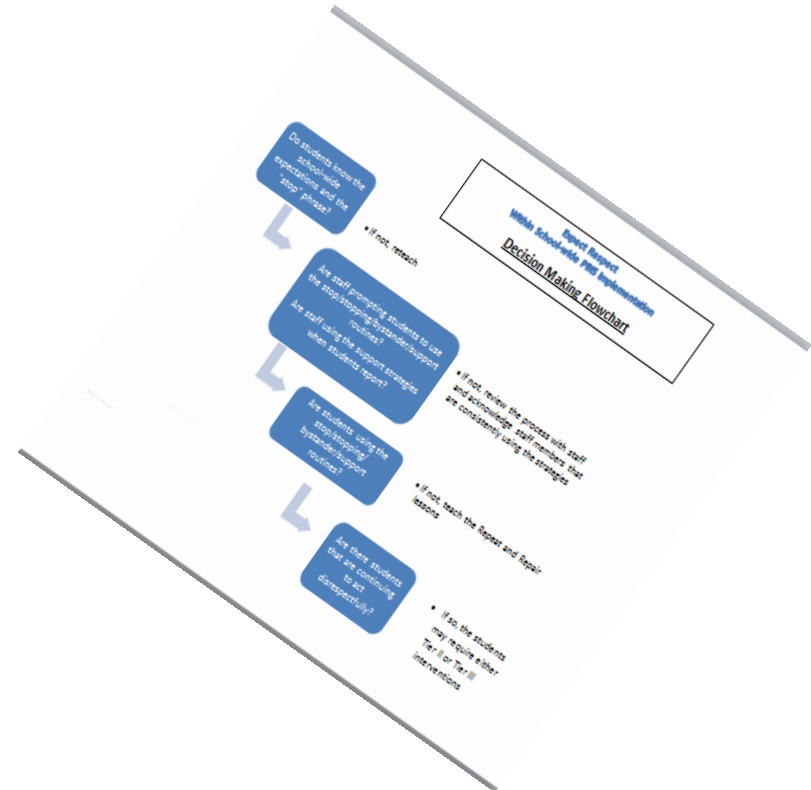 Expect Respect
Within School-wide PBIS Implementation
Decision Making Flowchart
Do students know the
school-wide
expectations and the
"stop" phrase?
• If not, reteach
Are staff prompting students to use
the stop/stopping/bystander/support
routines?
Are staff using the support strategies
when students report?
• If not, review the process with staff
and acknowledge staff members that
are consistently using the strategies
Are students using the
stop/stopping/
bystander/support
routines?
• If not, teach the Repeat and Repair
lessons
Are there students
that are continuing
to act
disrespectfully?
• If so, the students
may require either
Tier II or Tier III
interventions